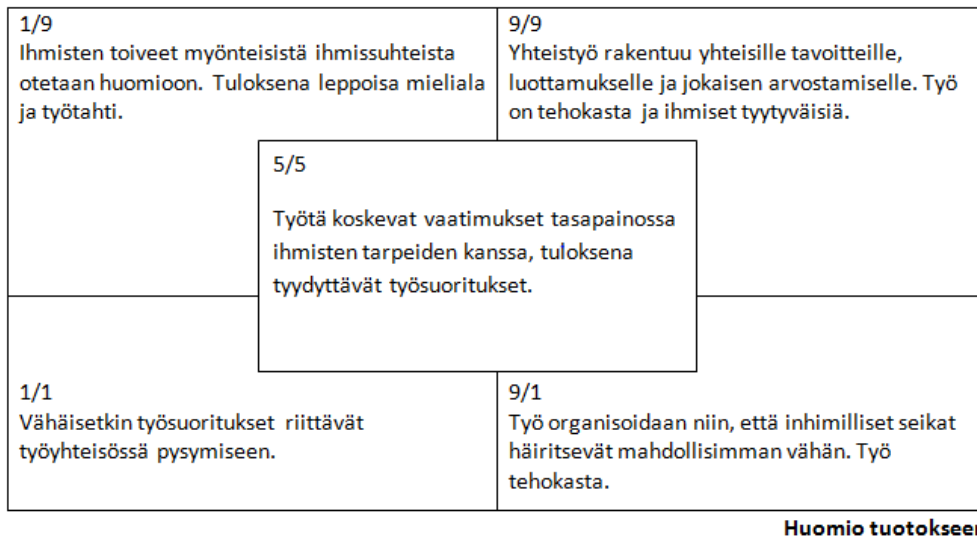 1/9
Ihmisten toiveet myönteisistä ihmissuhteista
otetaan huomioon. Tuloksena leppoisa mieliala
ja työtahti.
9/9
Yhteistyö rakentuu yhteisille tavoitteille,
luottamukselle ja jokaisen arvostamiselle. Työ
on tehokasta ja ihmiset tyytyväisiä.
5/5
Työtä koskevat vaatimukset tasapainossa
ihmisten tarpeiden kanssa, tuloksena
tyydyttävät työsuoritukset.
1/1
Vähäisetkin työsuoritukset riittävät
työyhteisössä pysymiseen.
9/1
Työ organisoidaan niin, että inhimilliset seikat
häiritsevät mahdollisimman vähän. Työ
tehokasta.
Huomio tuotokseen